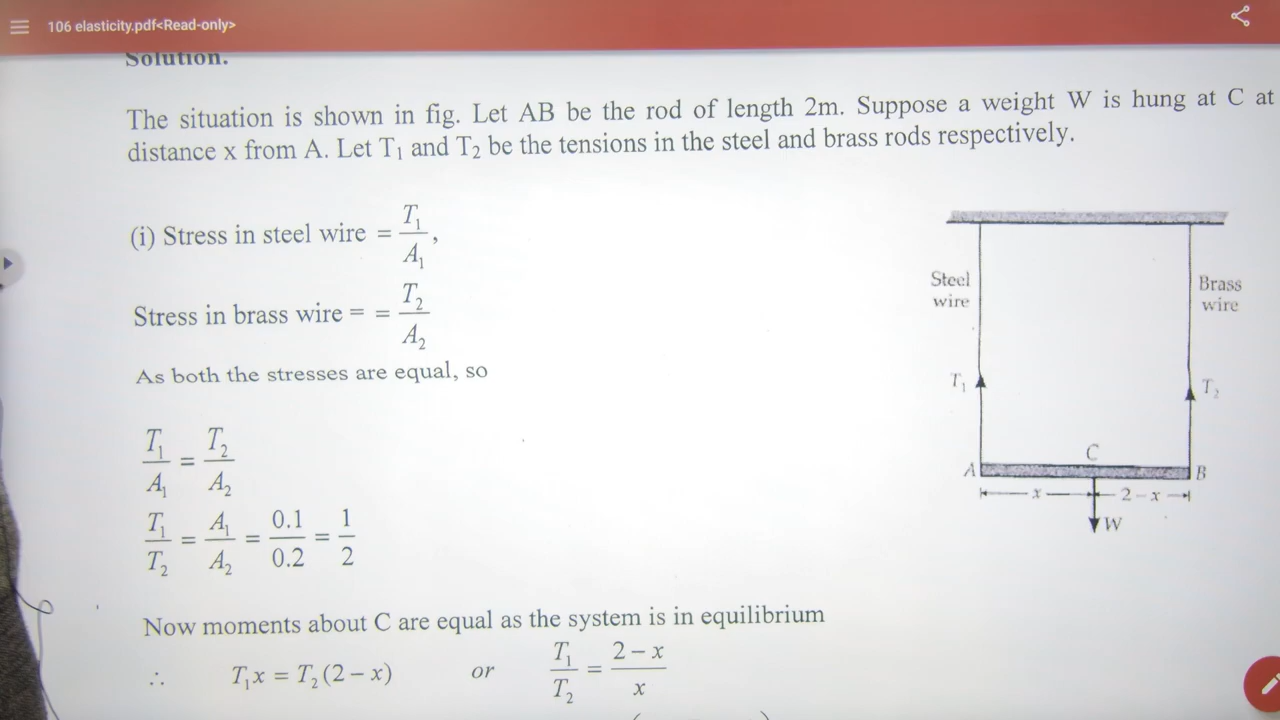 106 elasticity.pdf<Read-only>
Solution.
The situation is shown in fig. Let AB be the rod of length 2m. Suppose a weight W is hung at C at
distance x from A. Let T₁ and T₂ be the tensions in the steel and brass rods respectively.
(i) Stress in steel wire = T₁/A₁,
Stress in brass wire = = T₂/A₂
As both the stresses are equal, so
T₁/A₁ = T₂/A₂
T₁/T₂ = A₁/A₂ = 0.1/0.2 = 1/2
Now moments about C are equal as the system is in equilibrium
∴ T₁x = T₂(2 – x) or T₁/T₂ = (2 – x)/x
Steel
wire
Brass
wire
T₁
T₂
C
A
B
x
2 – x
W